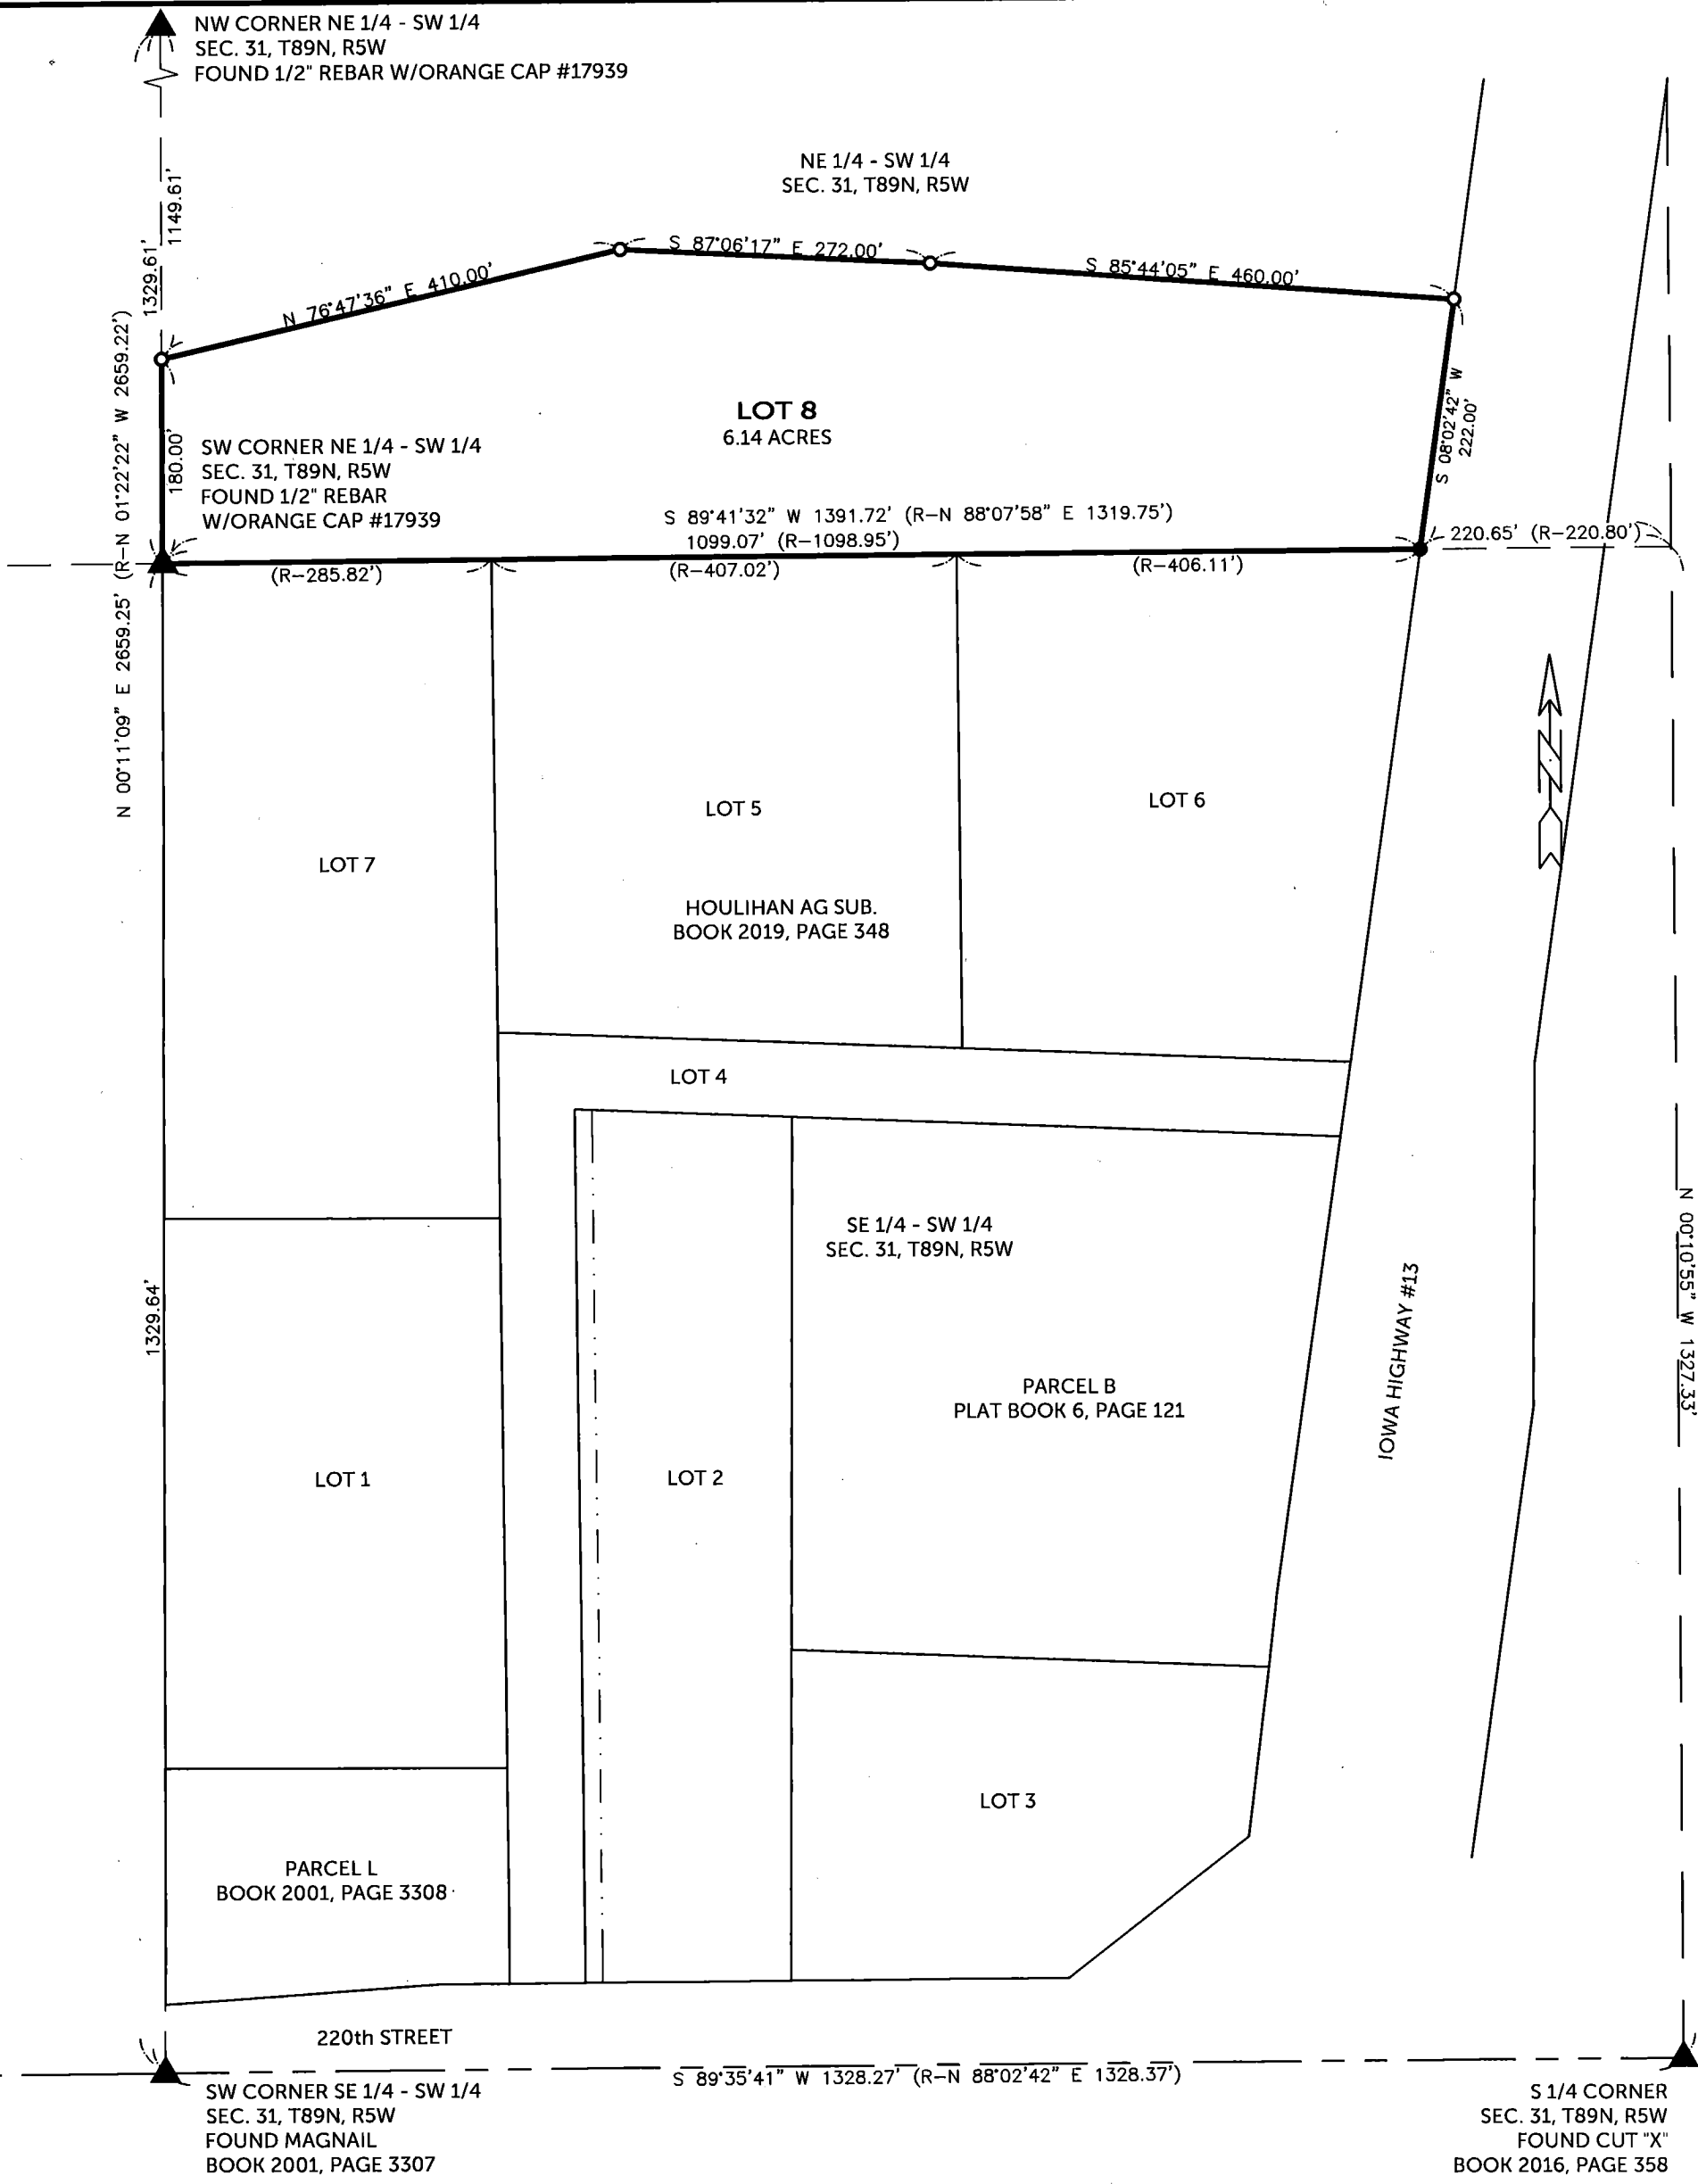 NW CORNER NE 1/4 - SW 1/4
SEC. 31, T89N, R5W
FOUND 1/2" REBAR W/ORANGE CAP #17939
NE 1/4 - SW 1/4
SEC. 31, T89N, R5W
1329.61'
1149.61'
N 76°47'36" E 410.00'
S 87°06'17" E 272.00'
S 85°44'05" E 460.00'
N 00°11'09" E 2659.25' (R-N 01°22'22" W 2659.22')
180.00'
LOT 8
6.14 ACRES
S 08°02'42" W
222.00'
SW CORNER NE 1/4 - SW 1/4
SEC. 31, T89N, R5W
FOUND 1/2" REBAR
W/ORANGE CAP #17939
S 89°41'32" W 1391.72' (R-N 88°07'58" E 1319.75')
1099.07' (R-1098.95')
220.65' (R-220.80')
(R-285.82')
(R-407.02')
(R-406.11')
N
LOT 5
LOT 6
LOT 7
HOULIHAN AG SUB.
BOOK 2019, PAGE 348
LOT 4
SE 1/4 - SW 1/4
SEC. 31, T89N, R5W
1329.64'
IOWA HIGHWAY #13
N 00°10'55" W 1327.33'
PARCEL B
PLAT BOOK 6, PAGE 121
LOT 1
LOT 2
LOT 3
PARCEL L
BOOK 2001, PAGE 3308
220th STREET
S 89°35'41" W 1328.27' (R-N 88°02'42" E 1328.37')
SW CORNER SE 1/4 - SW 1/4
SEC. 31, T89N, R5W
FOUND MAGNAIL
BOOK 2001, PAGE 3307
S 1/4 CORNER
SEC. 31, T89N, R5W
FOUND CUT "X"
BOOK 2016, PAGE 358